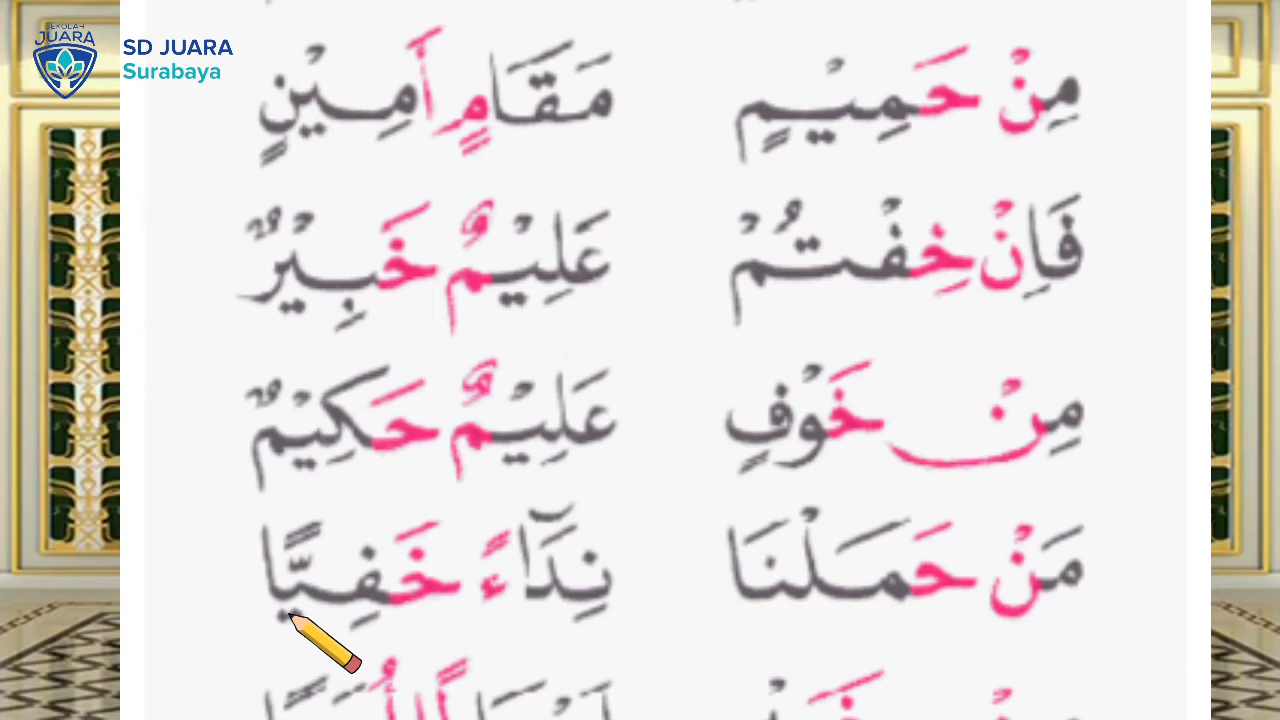 SEKOLAH
JUARA
SD JUARA
Surabaya
مِنْ حَمِيْمٍ مَقَامٍ أَمِيْنٍ
فَاِنْ خِفْتُمْ عَلِيْمٌ خَبِيْرٌ
مِنْ خَوْفٍ عَلِيْمٌ حَكِيْمٌ
مَنْ حَمَلْنَا نِدَآءً خَفِيًّا